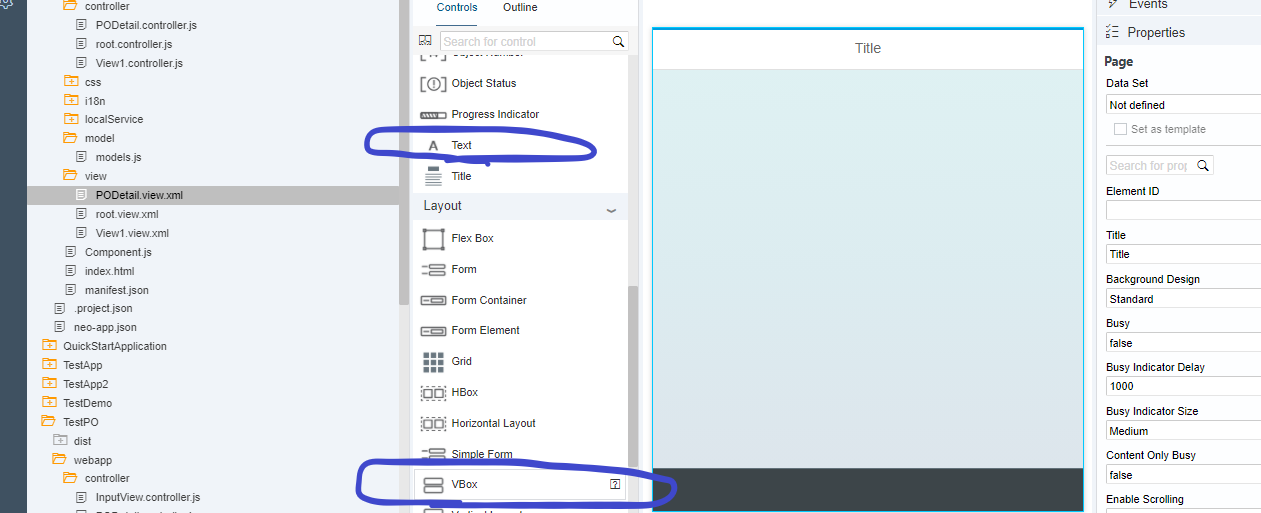 controller
PODetail.controller.js
root.controller.js
View1.controller.js
css
i18n
localService
model
models.js
view
PODetail.view.xml
root.view.xml
View1.view.xml
Component.js
index.html
manifest.json
.project.json
neo-app.json
QuickStartApplication
TestApp
TestApp2
TestDemo
TestPO
dist
webapp
controller
InputView.controller.js
Controls
Outline
Search for control
Object Number
Object Status
Progress Indicator
Text
Title
Layout
Flex Box
Form
Form Container
Form Element
Grid
HBox
Horizontal Layout
Simple Form
VBox
Title
Events
Properties
Page
Data Set
Not defined
Set as template
Search for prop
Element ID
Title
Title
Background Design
Standard
Busy
false
Busy Indicator Delay
1000
Busy Indicator Size
Medium
Content Only Busy
false
Enable Scrolling